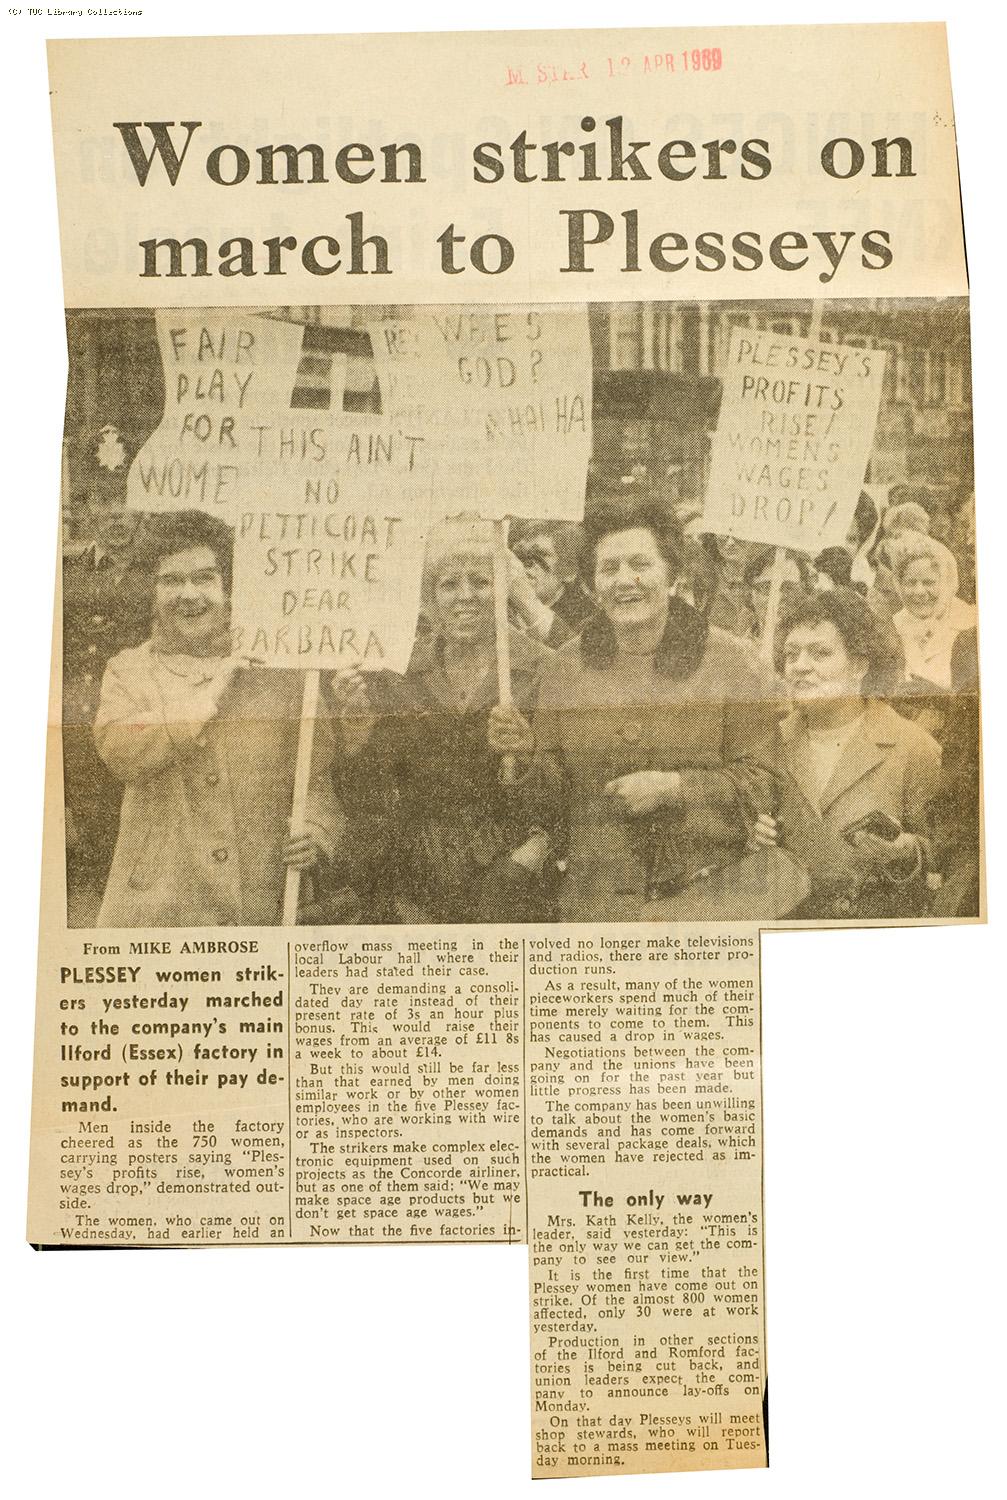 (C) TUC Library Collections
M. STAR 12 APR 1969
Women strikers on
march to Plesseys
FAIR
PLAY
FOR
WOME
THIS AIN'T
NO
PETTICOAT
STRIKE
DEAR
BARBARA
WAGES
GOD?
HA! HA
PLESSEY'S
PROFITS
RISE!
WOMEN'S
WAGES
DROP!
From MIKE AMBROSE
PLESSEY women strik-
ers yesterday marched
to the company's main
Ilford (Essex) factory in
support of their pay de-
mand.
Men inside the factory
cheered as the 750 women,
carrying posters saying "Ples-
sey's profits rise, women's
wages drop," demonstrated out-
side.
The women, who came out on
Wednesday, had earlier held an
overflow mass meeting in the
local Labour hall where their
leaders had stated their case.
They are demanding a consoli-
dated day rate instead of their
present rate of 3s an hour plus
bonus. This would raise their
wages from an average of £11 8s
a week to about £14.
But this would still be far less
than that earned by men doing
similar work or by other women
employees in the five Plessey fac-
tories, who are working with wire
or as inspectors.
The strikers make complex elec-
tronic equipment used on such
projects as the Concorde airliner,
but as one of them said: "We may
make space age products but we
don't get space age wages."
Now that the five factories in-
volved no longer make televisions
and radios, there are shorter pro-
duction runs.
As a result, many of the women
pieceworkers spend much of their
time merely waiting for the com-
ponents to come to them. This
has caused a drop in wages.
Negotiations between the com-
pany and the unions have been
going on for the past year but
little progress has been made.
The company has been unwilling
to talk about the women's basic
demands and has come forward
with several package deals, which
the women have rejected as im-
practical.
The only way
Mrs. Kath Kelly, the women's
leader, said yesterday: "This is
the only way we can get the com-
pany to see our view."
It is the first time that the
Plessey women have come out on
strike. Of the almost 800 women
affected, only 30 were at work
yesterday.
Production in other sections
of the Ilford and Romford fac-
tories is being cut back, and
union leaders expect the com-
pany to announce lay-offs on
Monday.
On that day Plesseys will meet
shop stewards, who will report
back to a mass meeting on Tues-
day morning.